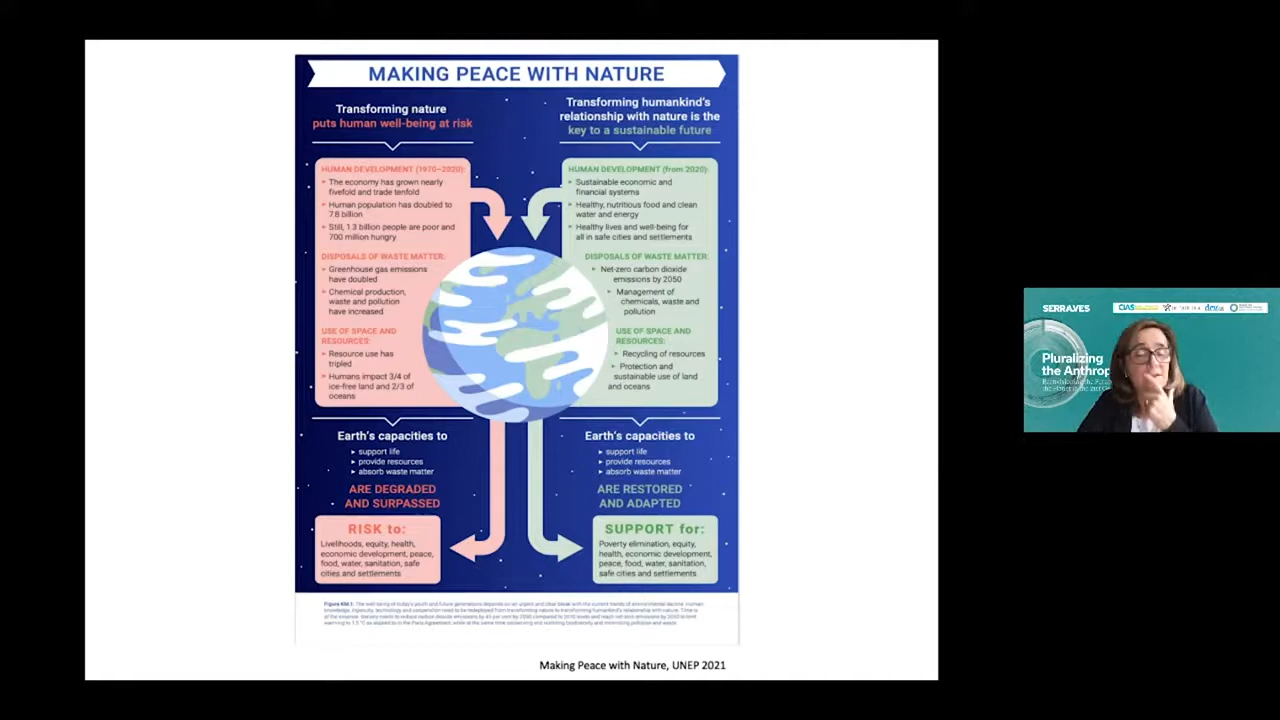 MAKING PEACE WITH NATURE
Transforming nature
puts human well-being at risk
HUMAN DEVELOPMENT (1970–2020):
The economy has grown nearly
fivefold and trade tenfold
Human population has doubled to
7.8 billion
Still, 1.3 billion people are poor and
700 million hungry
DISPOSALS OF WASTE MATTER:
Greenhouse gas emissions
have doubled
Chemical production,
waste and pollution
have increased
USE OF SPACE AND
RESOURCES:
Resource use has
tripled
Humans impact 3/4 of
ice-free land and 2/3 of
oceans
Earth's capacities to
support life
provide resources
absorb waste matter
ARE DEGRADED
AND SURPASSED
RISK to:
Livelihoods, equity, health,
economic development, peace,
food, water, sanitation, safe
cities and settlements
Transforming humankind's
relationship with nature is the
key to a sustainable future
HUMAN DEVELOPMENT (from 2020):
Sustainable economic and
financial systems
Healthy, nutritious food and clean
water and energy
Healthy lives and well-being for
all in safe cities and settlements
DISPOSALS OF WASTE MATTER:
Net-zero carbon dioxide
emissions by 2050
Management of
chemicals, waste and
pollution
USE OF SPACE AND
RESOURCES:
Recycling of resources
Protection and
sustainable use of land
and oceans
Earth's capacities to
support life
provide resources
absorb waste matter
ARE RESTORED
AND ADAPTED
SUPPORT for:
Poverty elimination, equity,
health, economic development,
peace, food, water, sanitation,
safe cities and settlements
Making Peace with Nature, UNEP 2021
SERRALVES
CIAS
Pluralizing
the Anthrop